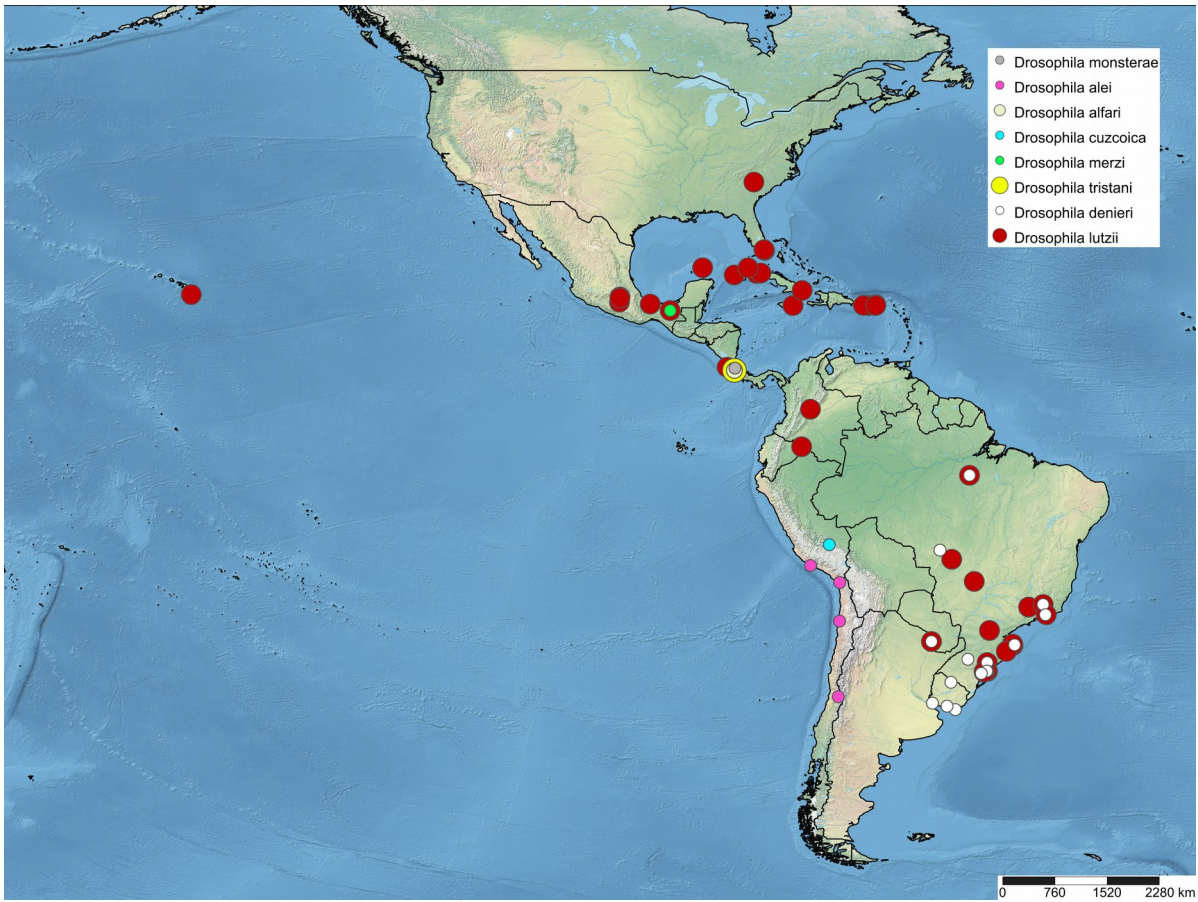 Drosophila monsterae
Drosophila alei
Drosophila alfari
Drosophila cuzcoica
Drosophila merzi
Drosophila tristani
Drosophila denieri
Drosophila lutzii
0 760 1520 2280 km